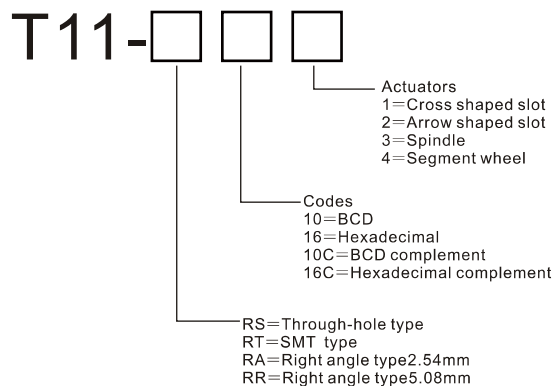 T11-
Actuators
1=Cross shaped slot
2=Arrow shaped slot
3=Spindle
4=Segment wheel
Codes
10=BCD
16=Hexadecimal
10C=BCD complement
16C=Hexadecimal complement
RS=Through-hole type
RT=SMT type
RA=Right angle type2.54mm
RR=Right angle type5.08mm